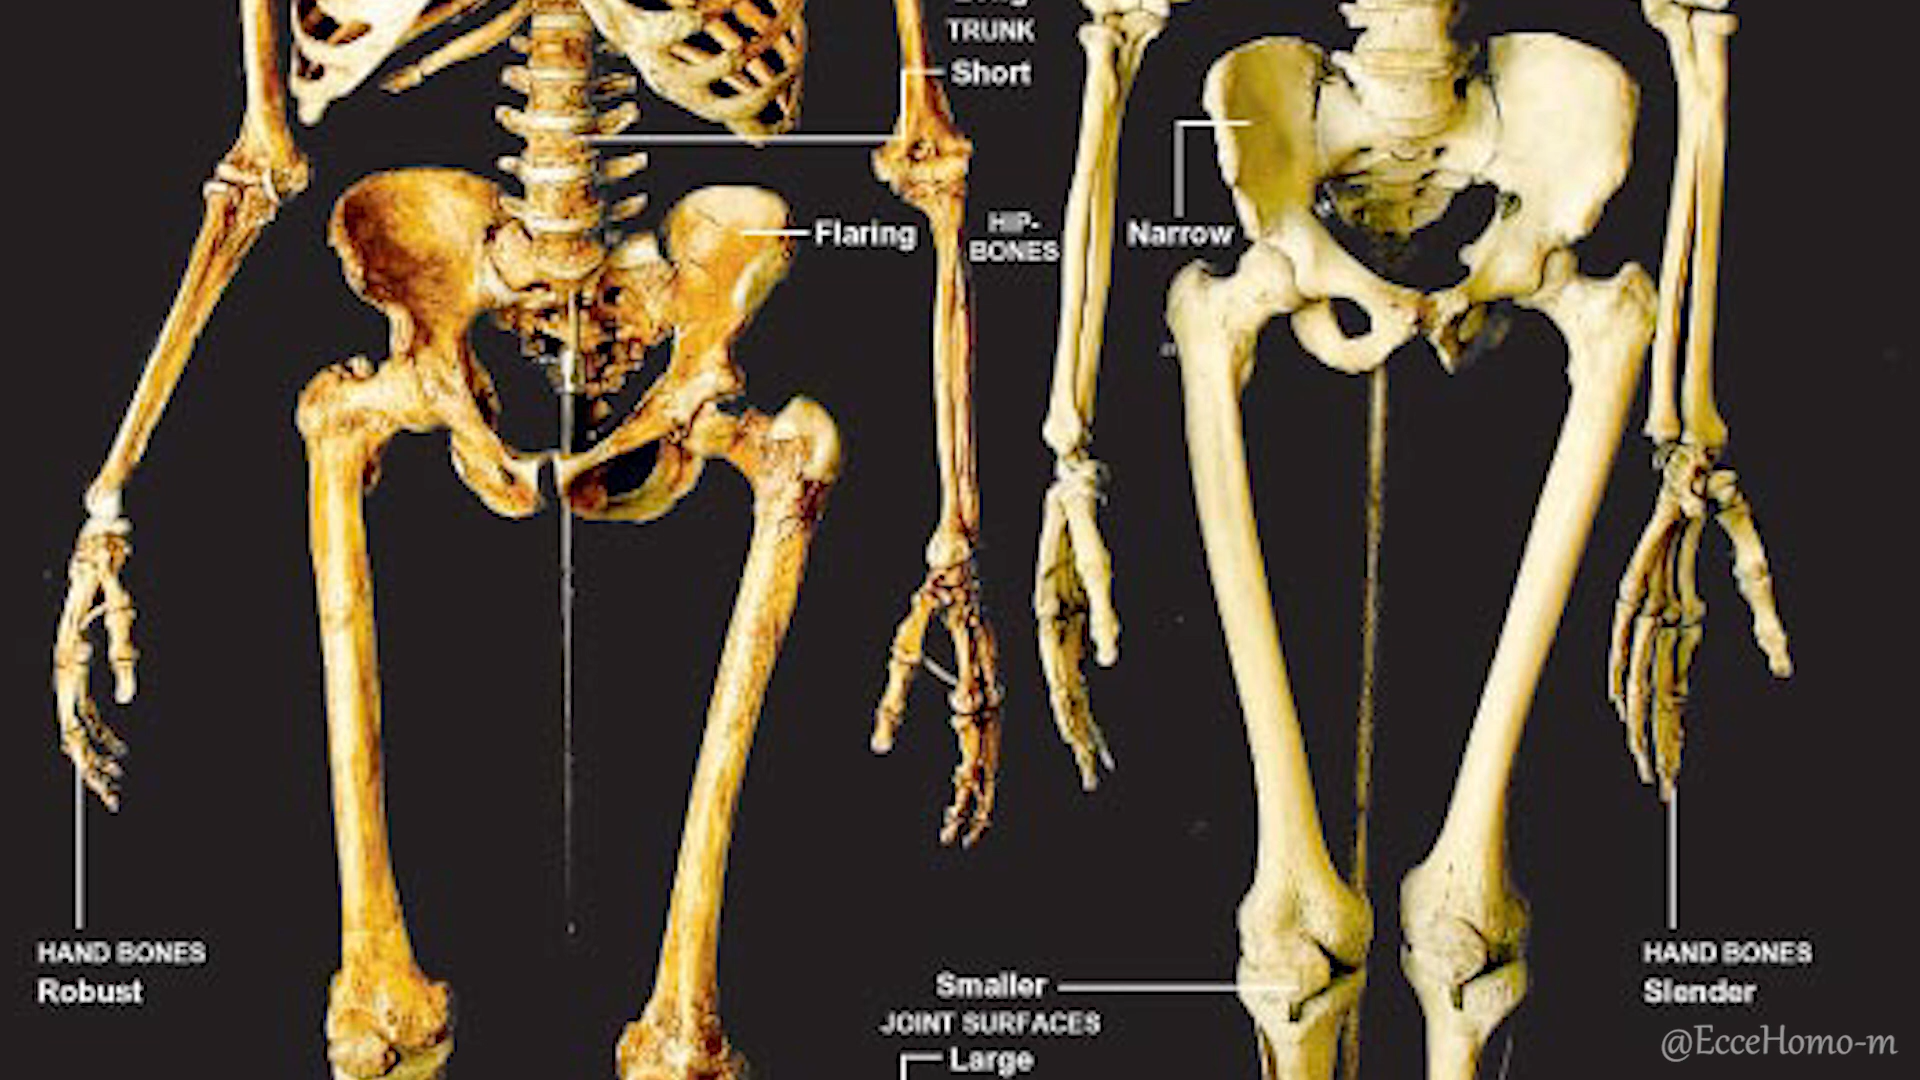 TRUNK
Short
Flaring
HIP-
BONES
Narrow
HAND BONES
Robust
Smaller
JOINT SURFACES
Large
HAND BONES
Slender
@EcceHomo-m